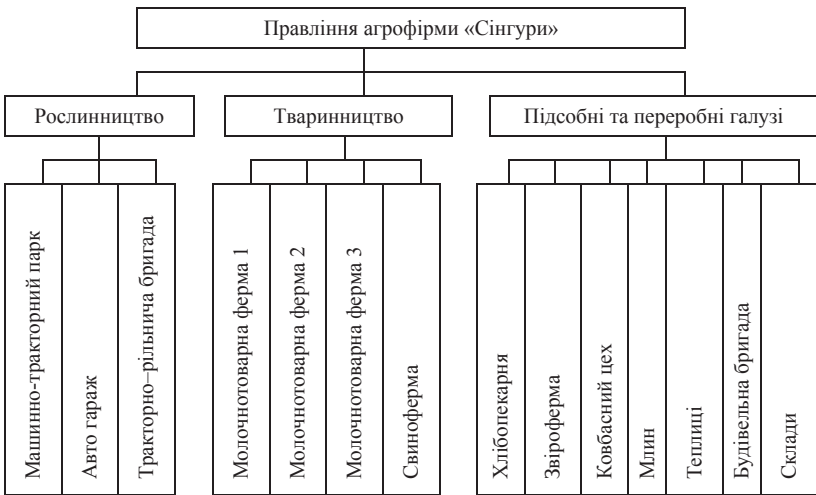 Правління агрофірми «Сінгури»
Рослинництво
Тваринництво
Підсобні та переробні галузі
Машинно-тракторний парк
Авто гараж
Тракторно–рільнича бригада
Молочнотоварна ферма 1
Молочнотоварна ферма 2
Молочнотоварна ферма 3
Свиноферма
Хлібопекарня
Звіроферма
Ковбасний цех
Млин
Теплиці
Будівельна бригада
Склади